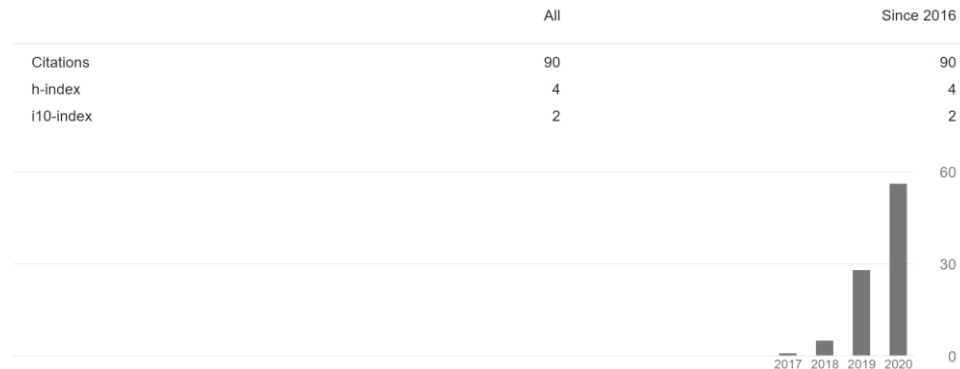 All Since 2016
Citations 90 90
h-index 4 4
i10-index 2 2
60
30
0
2017 2018 2019 2020